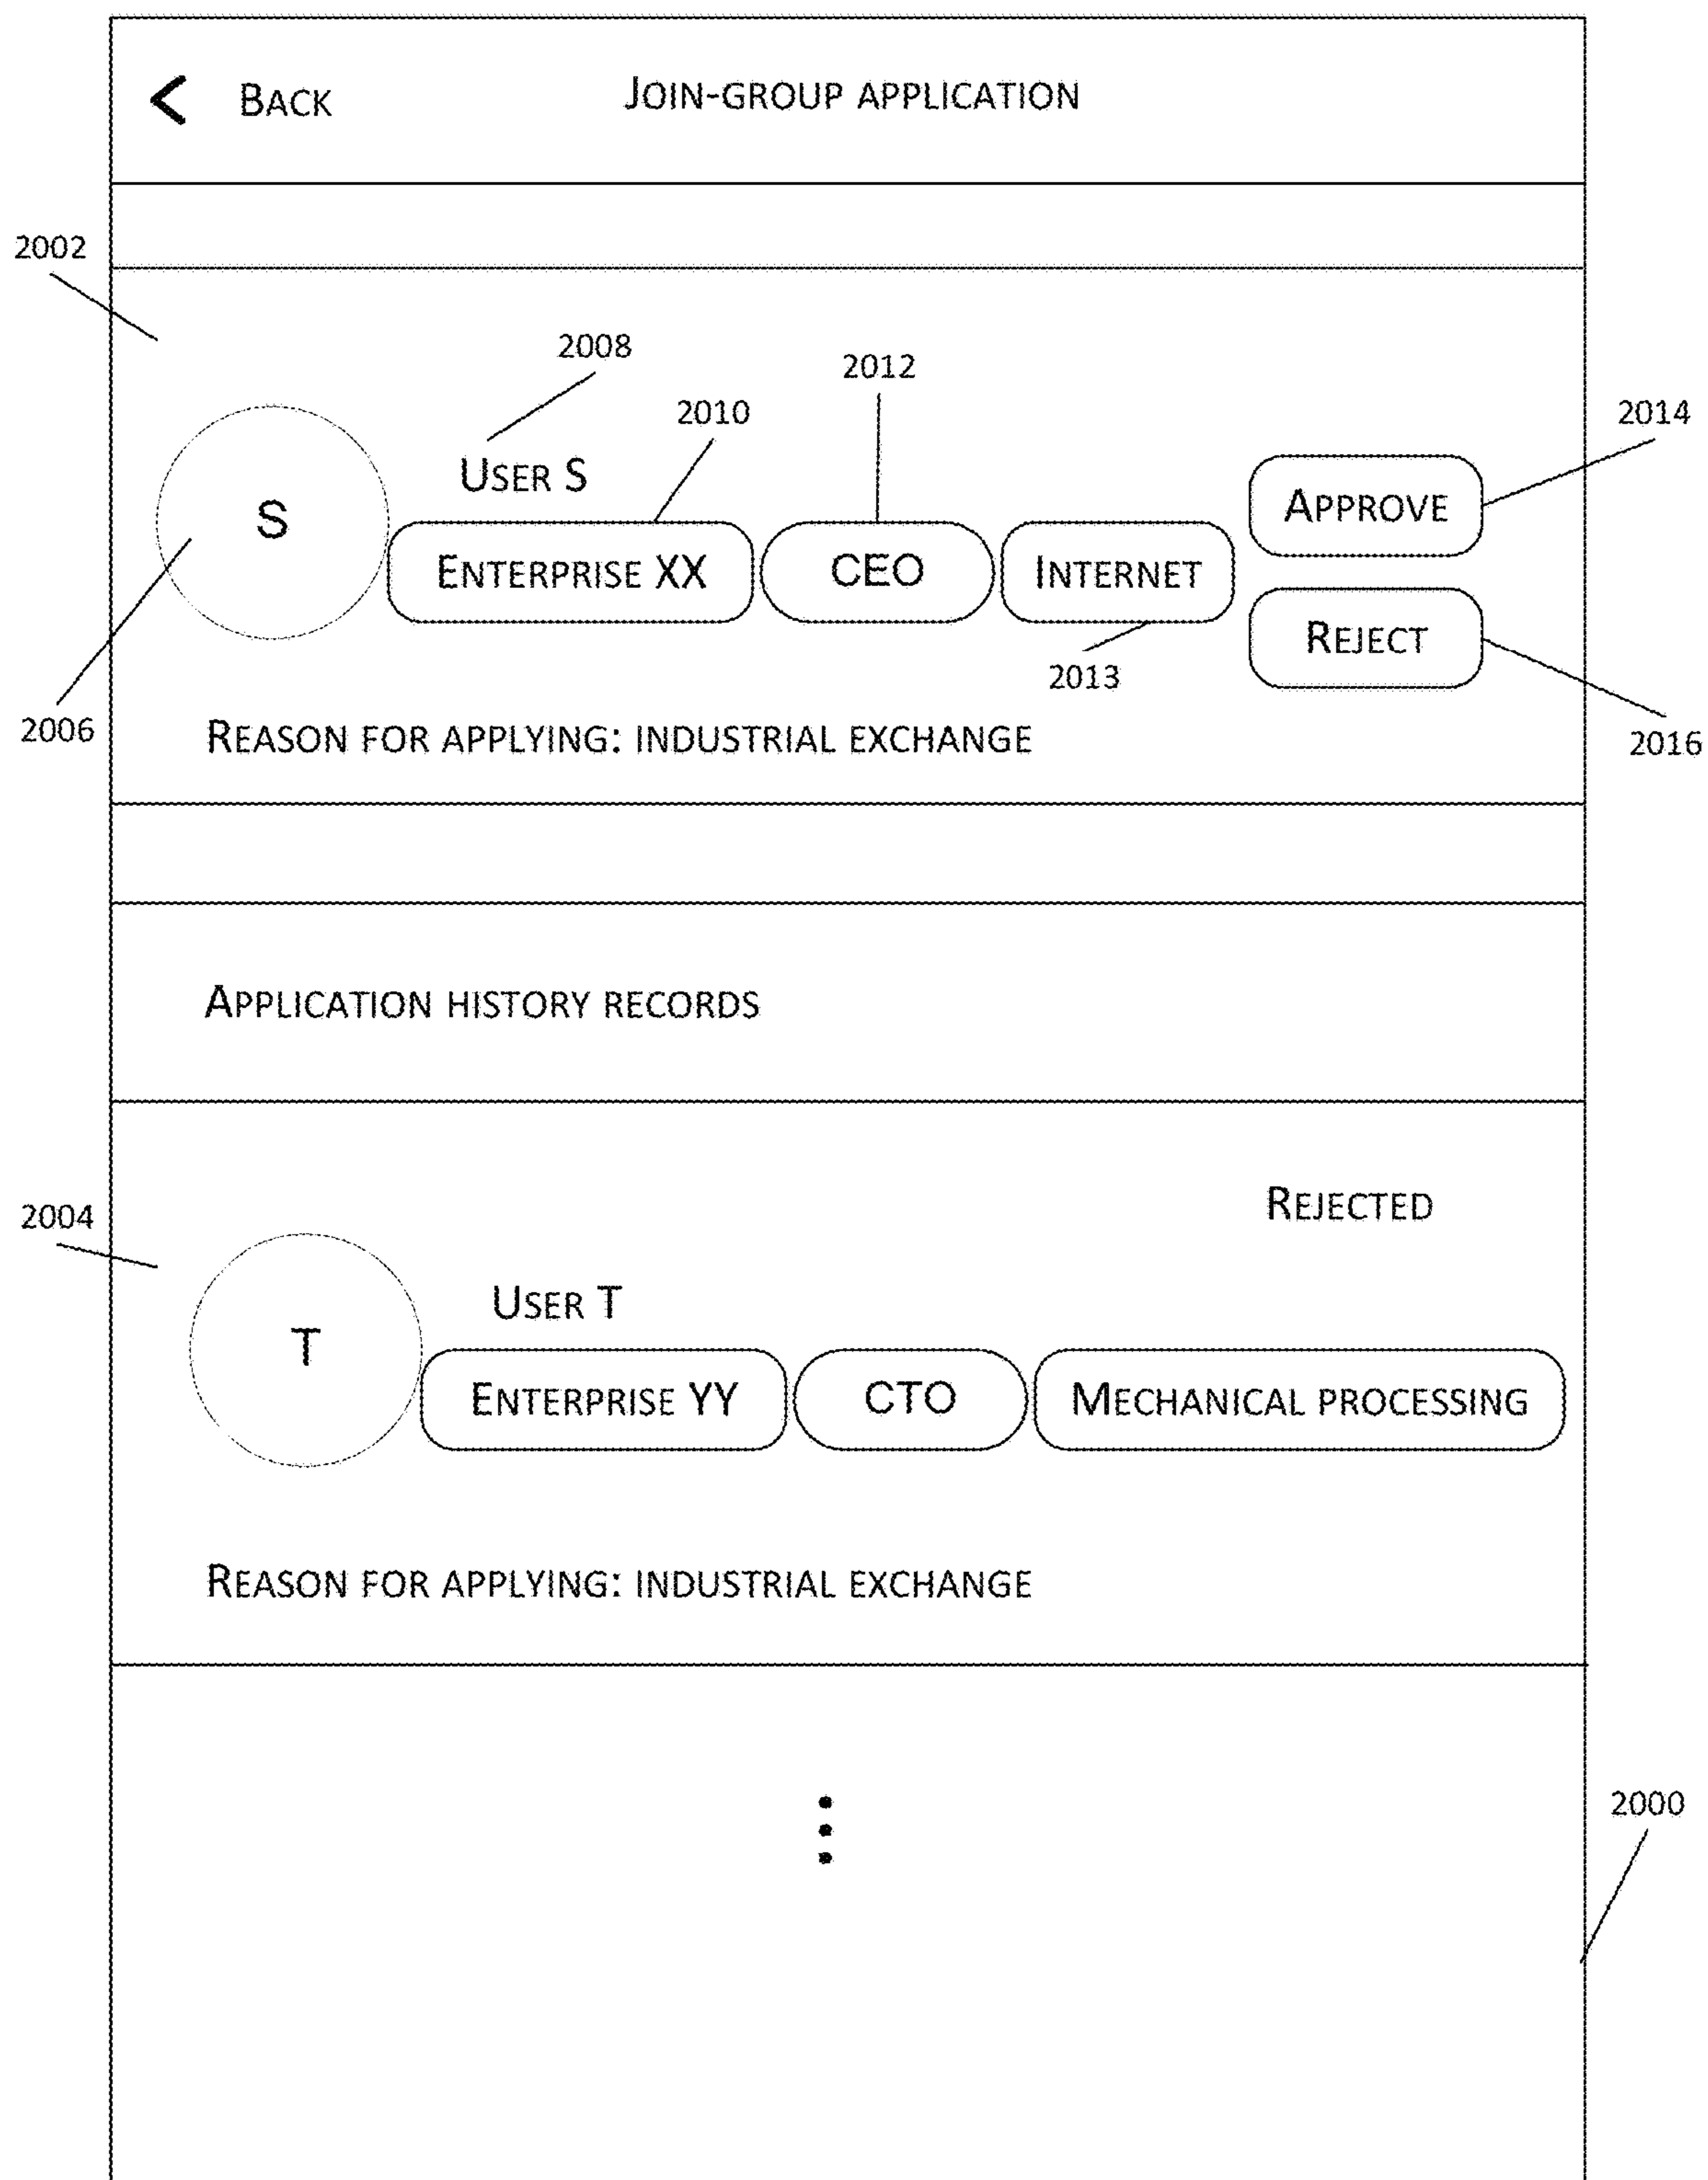 < BACK JOIN-GROUP APPLICATION
2002
2008
2012
2010
2014
USER S
APPROVE
S
ENTERPRISE XX CEO INTERNET
REJECT
2013
2006
REASON FOR APPLYING: INDUSTRIAL EXCHANGE
2016
APPLICATION HISTORY RECORDS
REJECTED
2004
USER T
T
ENTERPRISE YY CTO MECHANICAL PROCESSING
REASON FOR APPLYING: INDUSTRIAL EXCHANGE
2000